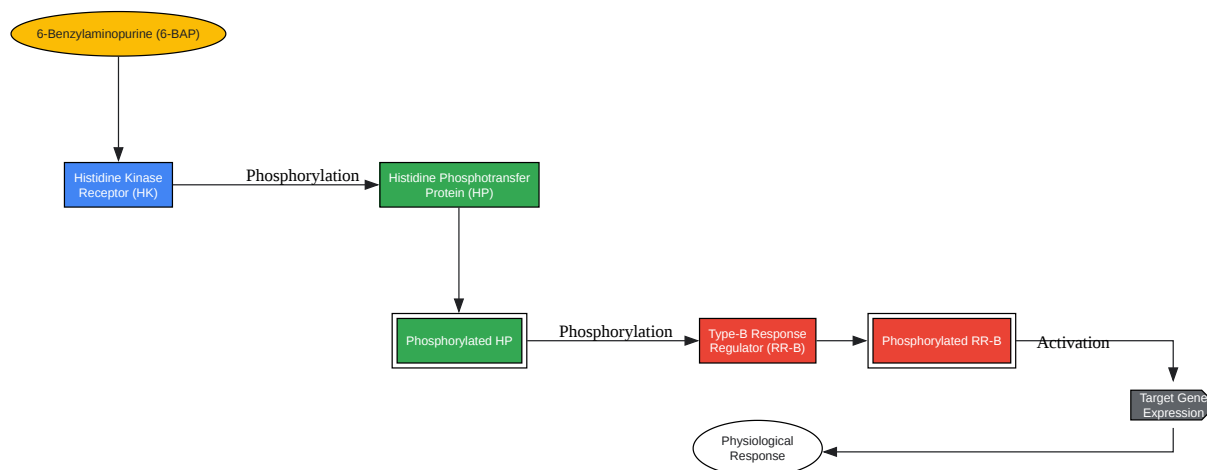 6-Benzylaminopurine (6-BAP)
Histidine Kinase
Receptor (HK)
Phosphorylation
Histidine Phosphotransfer
Protein (HP)
Phosphorylated HP
Phosphorylation
Type-B Response
Regulator (RR-B)
Phosphorylated RR-B
Activation
Target Gene
Expression
Physiological
Response